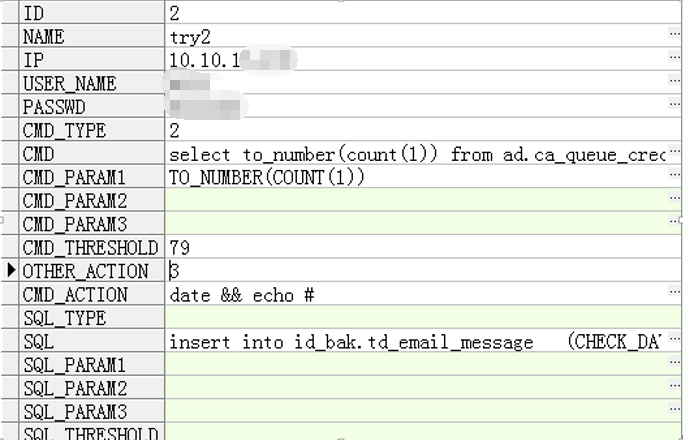 ID 2
NAME try2
IP 10.10.1
USER_NAME
PASSWD
CMD_TYPE 2
CMD select to_number(count(1)) from ad.ca_queue_crec
CMD_PARAM1 TO_NUMBER(COUNT(1))
CMD_PARAM2
CMD_PARAM3
CMD_THRESHOLD 79
OTHER_ACTION 3
CMD_ACTION date && echo #
SQL_TYPE
SQL insert into id_bak.td_email_message (CHECK_DAT
SQL_PARAM1
SQL_PARAM2
SQL_PARAM3
SQL_THRESHOLD